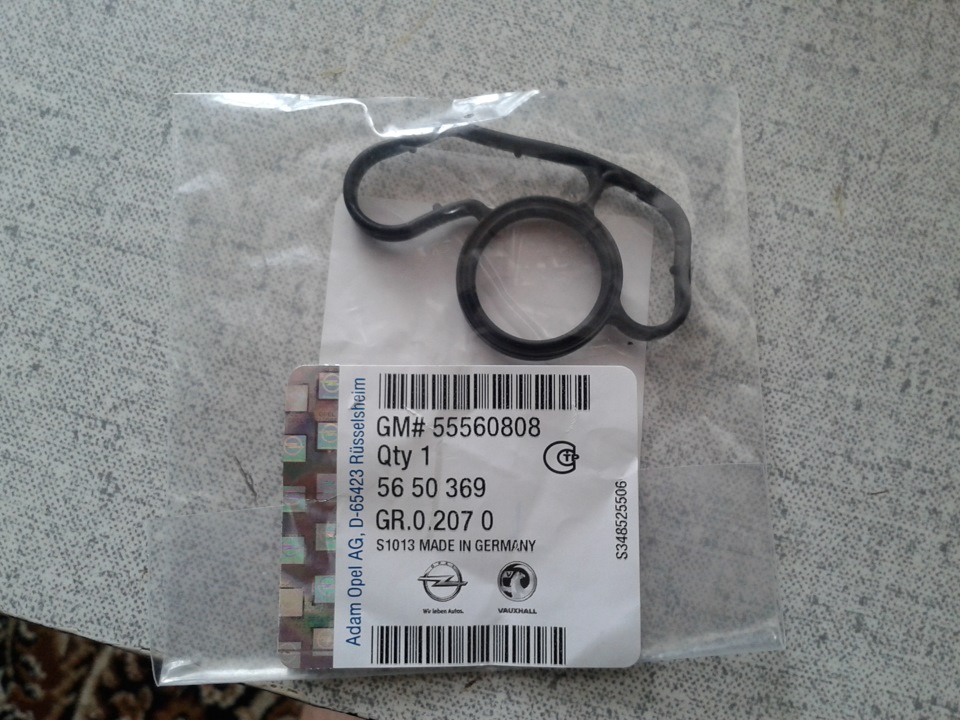 GM# 55560808
Qty 1
56 50 369
GR.0.207 0
S1013 MADE IN GERMANY
OPEL
Wir leben Autos.
VAUXHALL
Adam Opel AG, D-65423 Rüsselsheim
S348525506